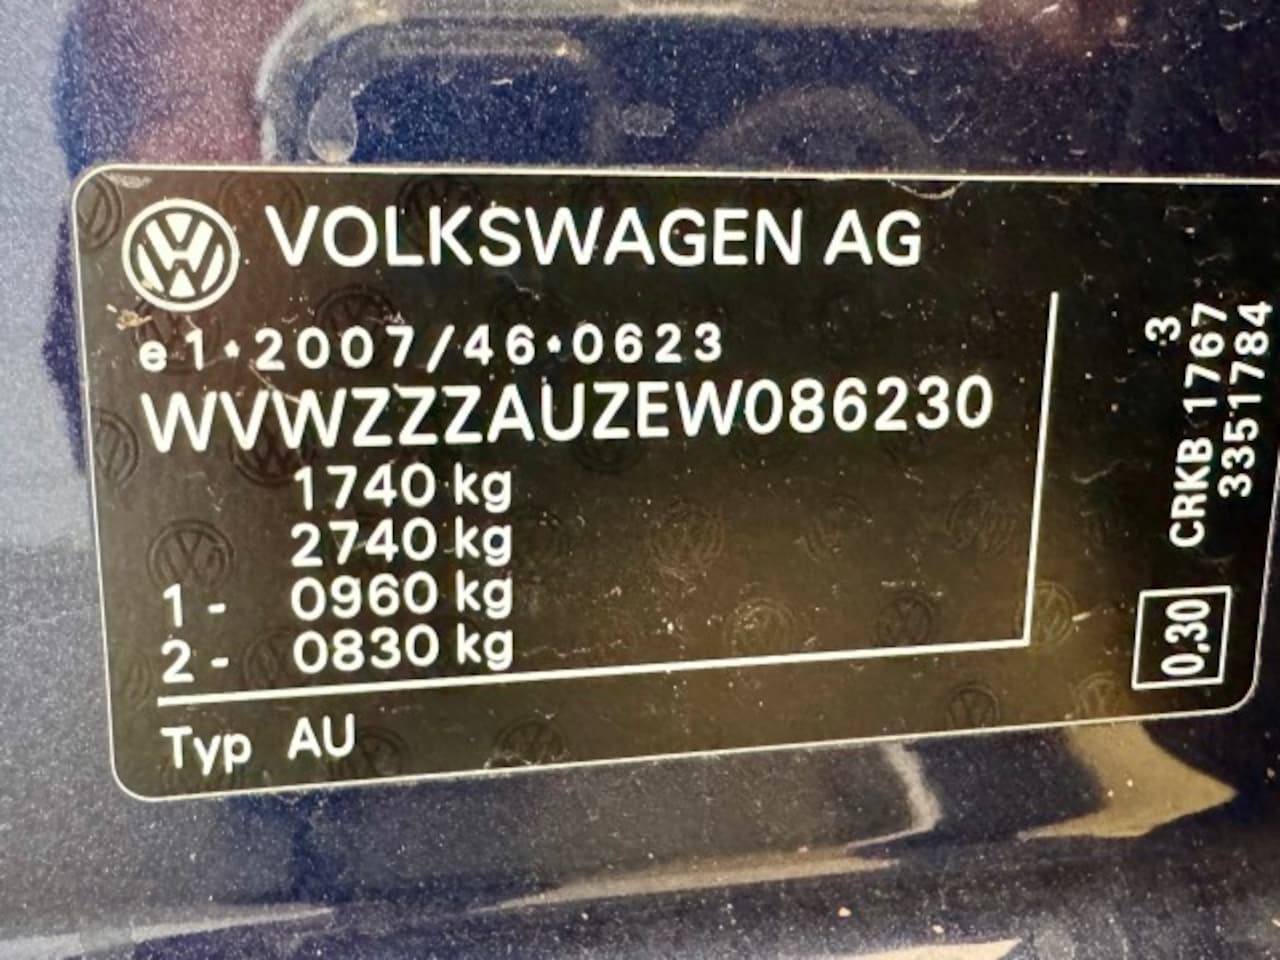 VOLKSWAGEN AG
e1*2007/46*0623
WVWZZZAUZEW086230
1740 kg
2740 kg
1 - 0960 kg
2 - 0830 kg
Typ AU
3
CRKB 1767
3351784
0,30